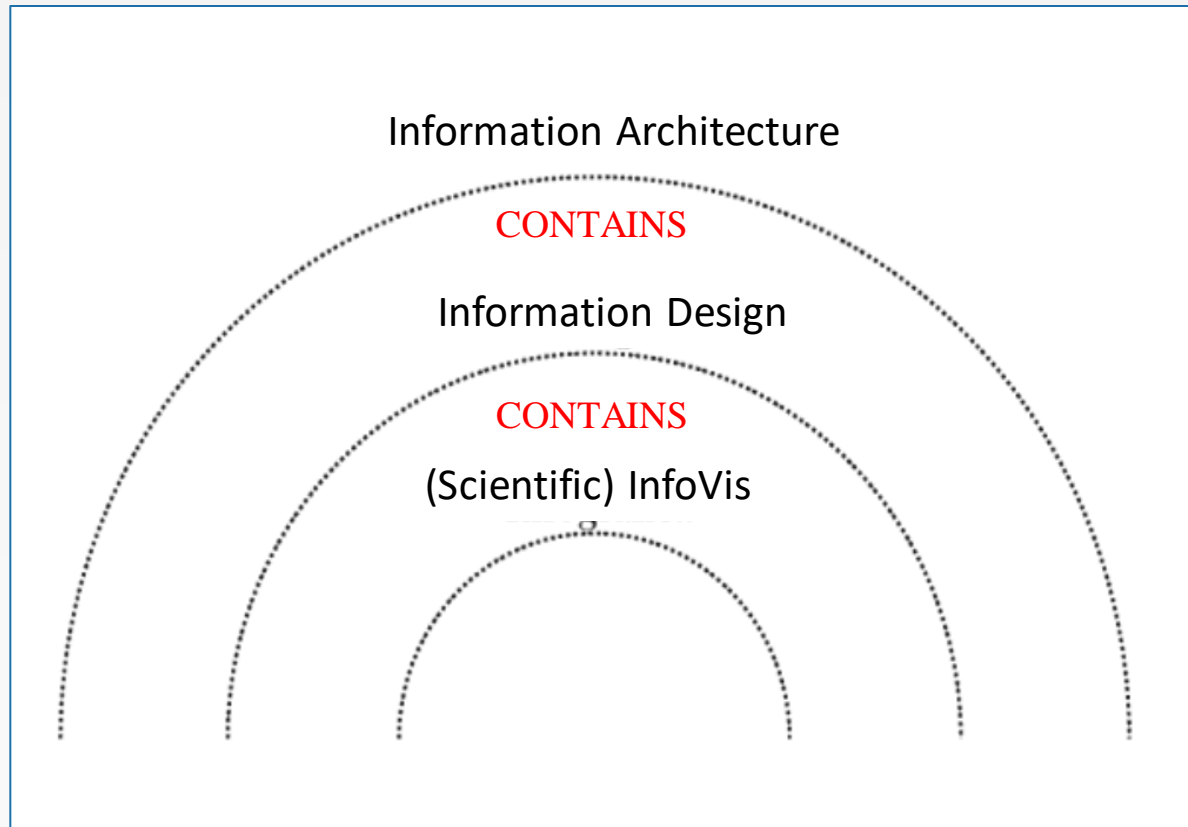 Information Architecture
CONTAINS
Information Design
CONTAINS
(Scientific) InfoVis